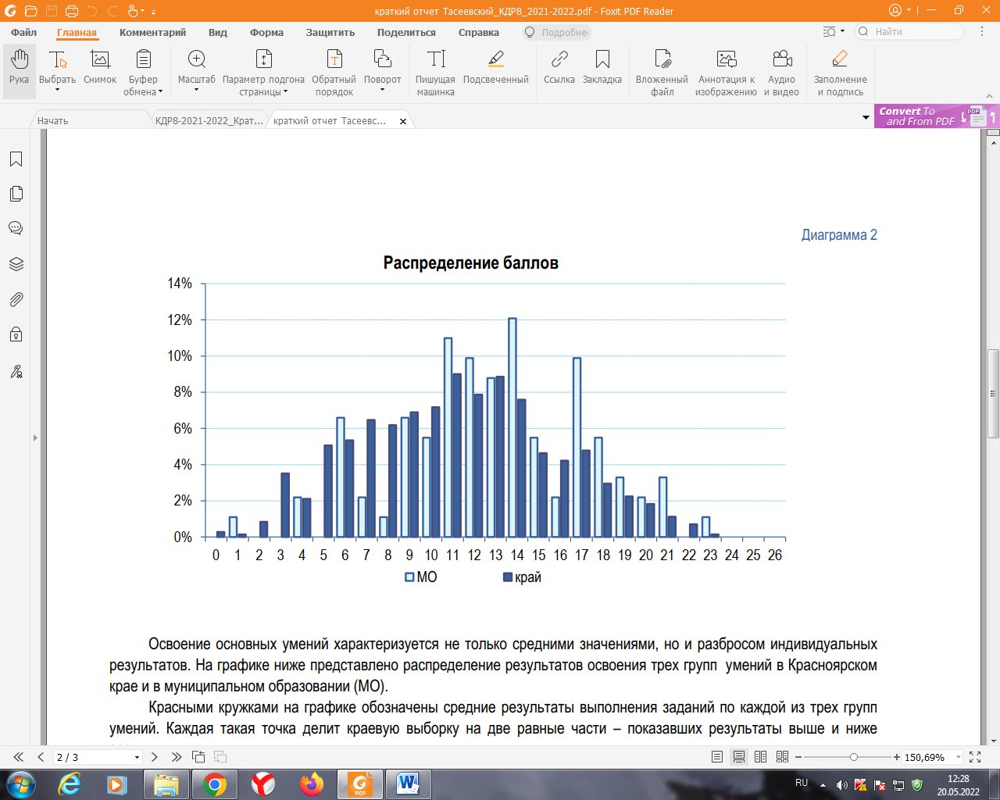 краткий отчет Тасеевский_КДР8_2021-2022.pdf - Foxit PDF Reader
Файл Главная Комментарий Вид Форма Защитить Поделиться Справка Подробнее Найти
Рука Выбрать Снимок Буфер обмена Масштаб Параметр подгона страницы Обратный порядок Поворот Пишущая машинка Подсвеченный Ссылка Закладка Вложенный файл Аннотация к изображению Аудио и видео Заполнение и подпись
Начать КДР8-2021-2022_Крат... краткий отчет Тасеевс... Convert To and From PDF PDF
Диаграмма 2
Распределение баллов
14%
12%
10%
8%
6%
4%
2%
0%
0 1 2 3 4 5 6 7 8 9 10 11 12 13 14 15 16 17 18 19 20 21 22 23 24 25 26
МО край
Освоение основных умений характеризуется не только средними значениями, но и разбросом индивидуальных
результатов. На графике ниже представлено распределение результатов освоения трех групп умений в Красноярском
крае и в муниципальном образовании (МО).
Красными кружками на графике обозначены средние результаты выполнения заданий по каждой из трех групп
умений. Каждая такая точка делит краевую выборку на две равные части – показавших результаты выше и ниже
2 / 3 150,69%
RU 12:28
20.05.2022